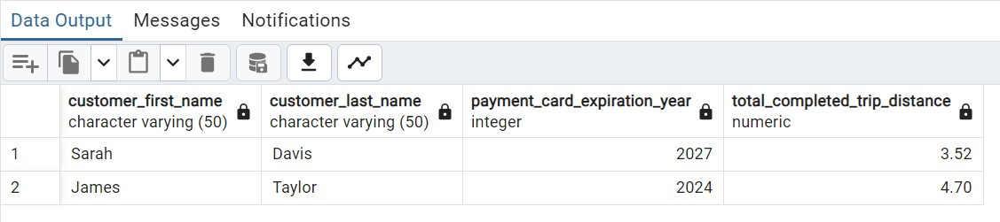 Data Output Messages Notifications
customer_first_name customer_last_name payment_card_expiration_year total_completed_trip_distance
character varying (50) character varying (50) integer numeric
1 Sarah Davis 2027 3.52
2 James Taylor 2024 4.70